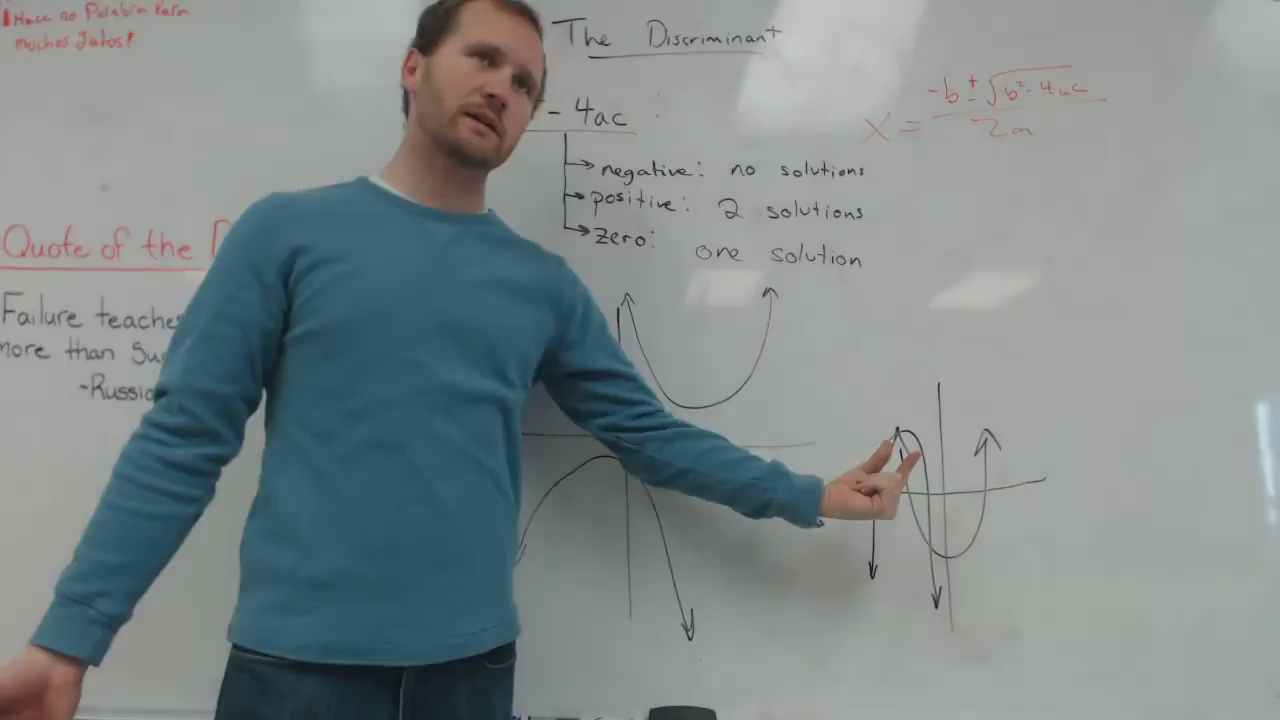 Hace no Palabra Para
muchos gatos!
The Discriminant
- 4ac :
negative: no solutions
positive: 2 solutions
zero: one solution
x = -b ± √b² - 4ac
2a
Quote of the
Failure teaches
more than Su
~Russia